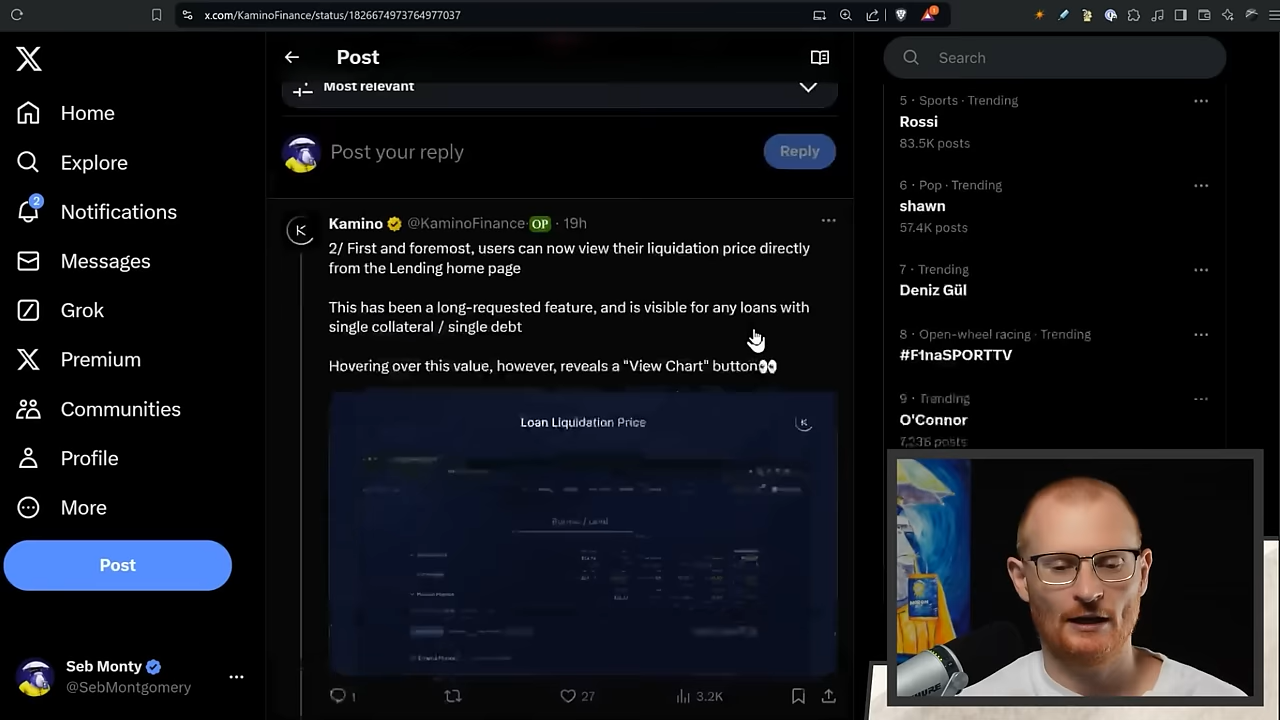 x.com/KaminoFinance/status/1826674973764977037
Post
Search
Most relevant
Home
Explore
2
Notifications
Messages
Grok
Premium
Communities
Profile
More
Post
Seb Monty
@SebMontgomery
Post your reply
Reply
Kamino @KaminoFinance OP · 19h
2/ First and foremost, users can now view their liquidation price directly
from the Lending home page
This has been a long-requested feature, and is visible for any loans with
single collateral / single debt
Hovering over this value, however, reveals a "View Chart" button👀
Loan Liquidation Price
Borrow / Lend
1
27
3.2K
5 · Sports · Trending
Rossi
83.5K posts
6 · Pop · Trending
shawn
57.4K posts
7 · Trending
Deniz Gül
8 · Open-wheel racing · Trending
#F1naSPORTTV
9 · Trending
O'Connor
posts